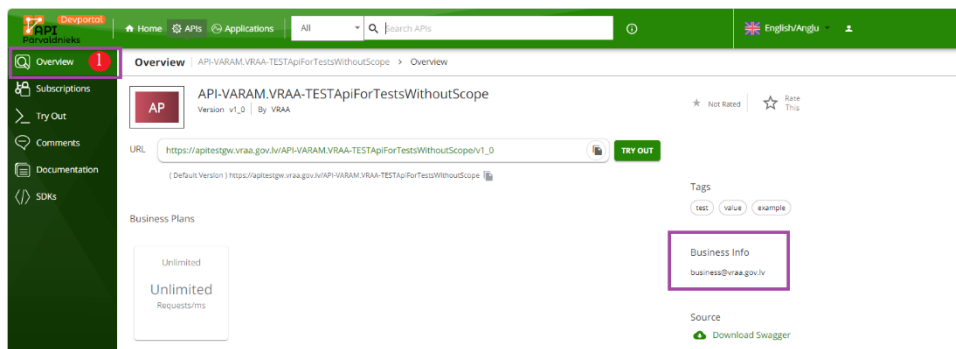 Devportal
API
Pārvaldnieks
Home
APIs
Applications
All
Search APIs
English/Anglu
Overview
1
Subscriptions
Try Out
Comments
Documentation
SDKs
Overview | API-VARAM.VRAA-TESTApiForTestsWithoutScope > Overview
AP
API-VARAM.VRAA-TESTApiForTestsWithoutScope
Version v1_0 | By VRAA
Not Rated
Rate
This
URL
https://apitestgw.vraa.gov.lv/API-VARAM.VRAA-TESTApiForTestsWithoutScope/v1_0
TRY OUT
( Default Version ) https://apitestgw.vraa.gov.lv/API-VARAM.VRAA-TESTApiForTestsWithoutScope
Tags
test
value
example
Business Plans
Unlimited
Unlimited
Requests/ms
Business Info
business@vraa.gov.lv
Source
Download Swagger